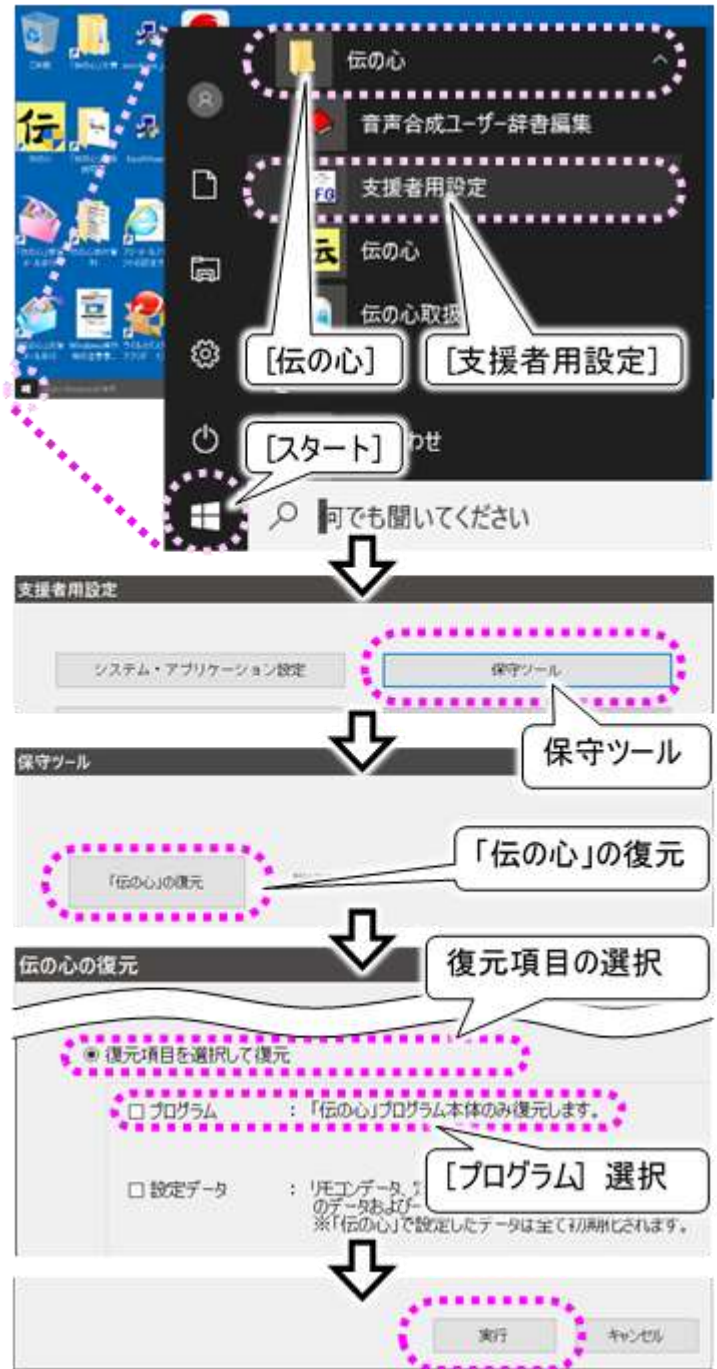 伝の心
音声合成ユーザー辞書編集
支援者用設定
伝の心
伝の心取扱
[伝の心]
[支援者用設定]
[スタート]
わせ
何でも聞いてください
支援者用設定
システム・アプリケーション設定
保守ツール
保守ツール
保守ツール
「伝の心」の復元
「伝の心」の復元
伝の心の復元
復元項目の選択
復元項目を選択して復元
プログラム : 「伝の心」プログラム本体のみ復元します。
[プログラム] 選択
設定データ : リモコンデータ、
のデータおよび
※「伝の心」で設定したデータは全て初期化されます。
実行 キャンセル